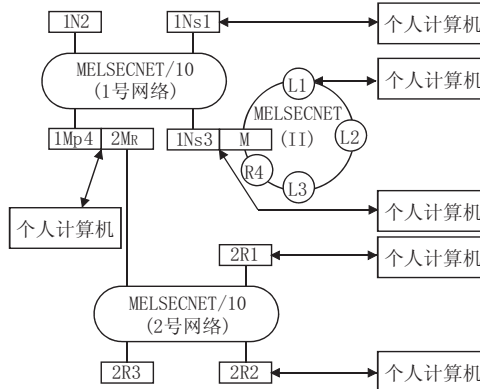 1N2
1Ns1
个人计算机
MELSECNET/10
(1号网络)
L1
个人计算机
MELSECNET
(II)
L2
1Mp4
2MR
1Ns3
M
R4
L3
个人计算机
个人计算机
2R1
个人计算机
MELSECNET/10
(2号网络)
2R3
2R2
个人计算机